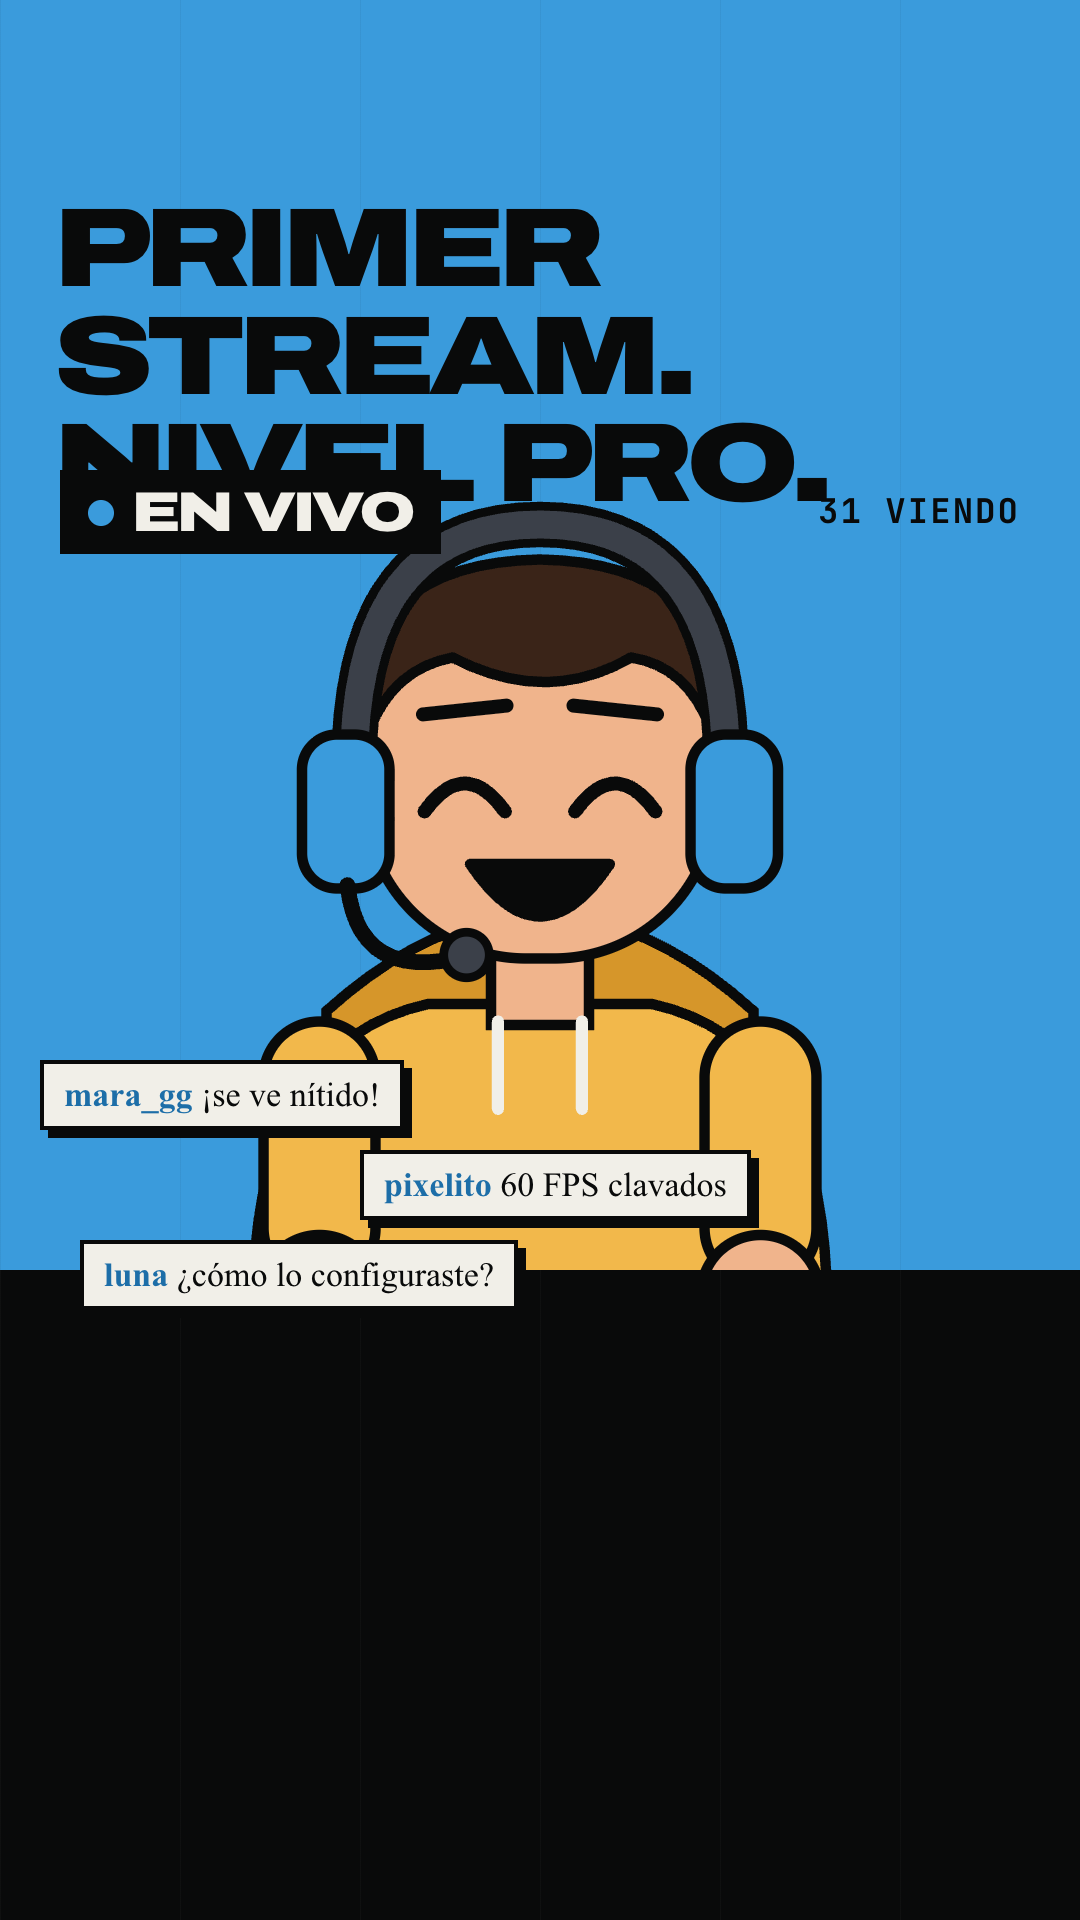 PRIMER
STREAM.
NIVEL PRO.
EN VIVO
31 VIENDO
mara_gg ¡se ve nítido!
pixelito 60 FPS clavados
luna ¿cómo lo configuraste?